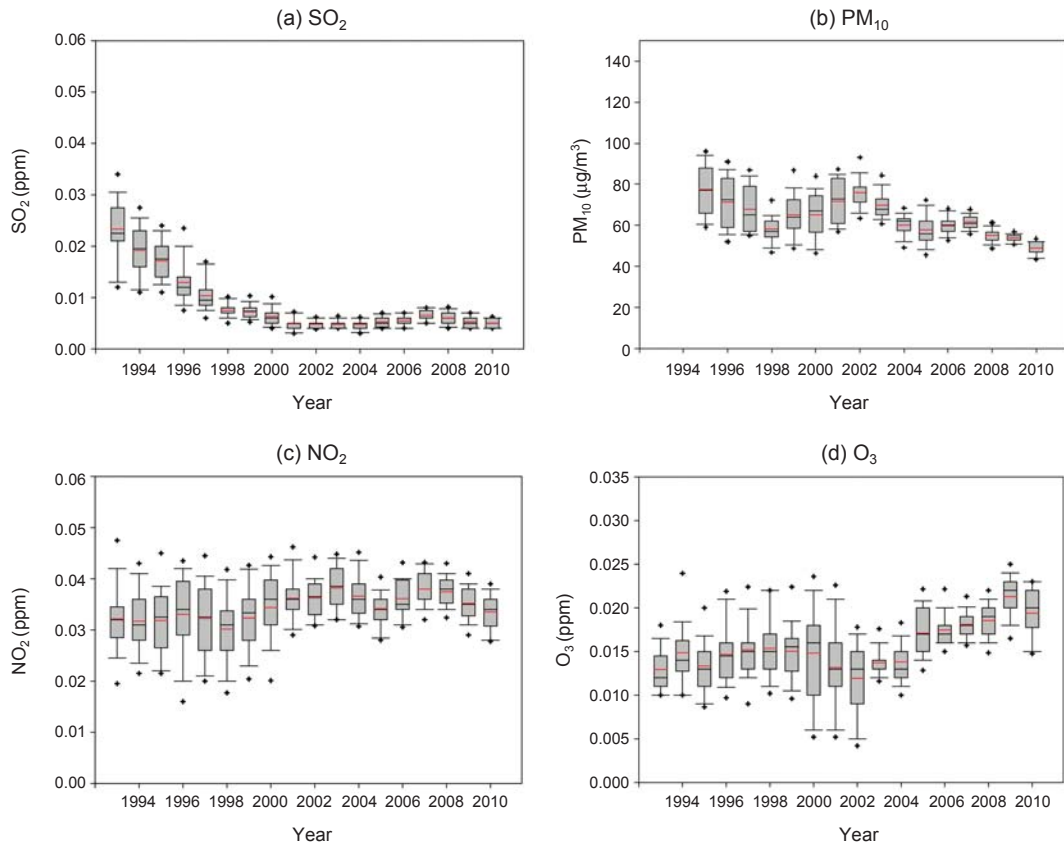 (a) SO₂
0.06
0.05
0.04
0.03
0.02
0.01
0.00
SO₂ (ppm)
1994 1996 1998 2000 2002 2004 2006 2008 2010
Year
(b) PM₁₀
140
120
100
80
60
40
20
0
PM₁₀ (μg/m³)
1994 1996 1998 2000 2002 2004 2006 2008 2010
Year
(c) NO₂
0.06
0.05
0.04
0.03
0.02
0.01
0.00
NO₂ (ppm)
1994 1996 1998 2000 2002 2004 2006 2008 2010
Year
(d) O₃
0.035
0.030
0.025
0.020
0.015
0.010
0.005
0.000
O₃ (ppm)
1994 1996 1998 2000 2002 2004 2006 2008 2010
Year